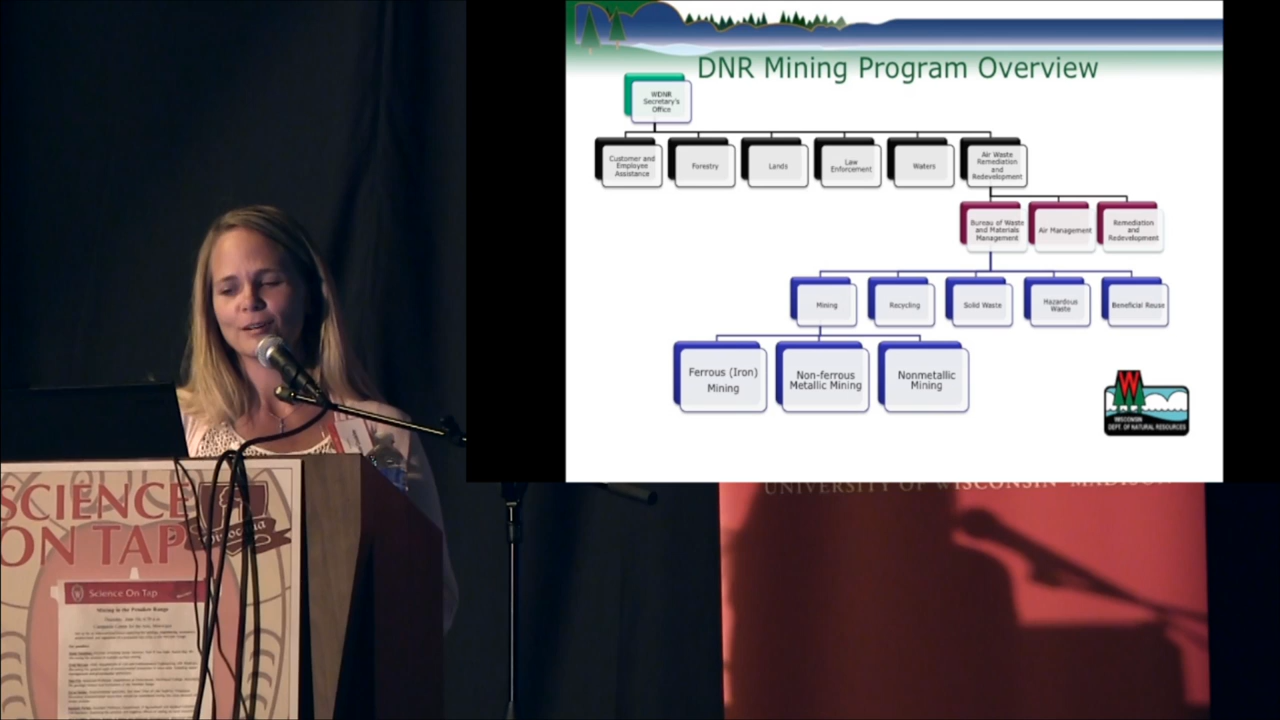 DNR Mining Program Overview
WDNR
Secretary's
Office
Customer and
Employee
Assistance
Forestry
Lands
Law
Enforcement
Waters
Air Waste
Remediation
and
Redevelopment
Bureau of Waste
and Materials
Management
Air Management
Remediation
and
Redevelopment
Mining
Recycling
Solid Waste
Hazardous
Waste
Beneficial Reuse
Ferrous (Iron)
Mining
Non-ferrous
Metallic Mining
Nonmetallic
Mining
W
WISCONSIN
DEPT. OF NATURAL RESOURCES
UNIVERSITY OF WISCONSIN-MADISON
SCIENCE
ON TAP
Minocqua
Science On Tap
Mining in the Penokee Range